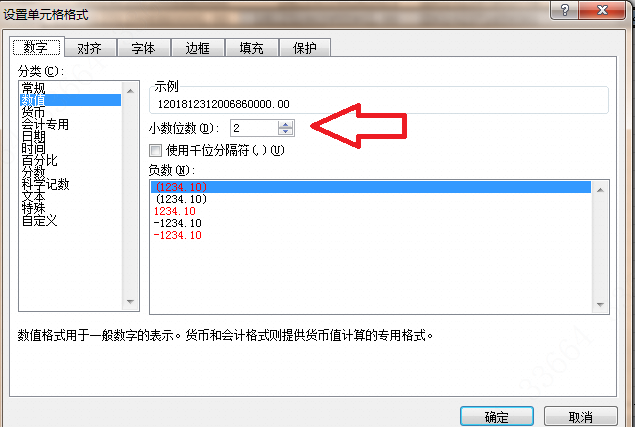 设置单元格格式
数字 对齐 字体 边框 填充 保护
分类(C):
常规
数值
货币
会计专用
日期
时间
百分比
分数
科学记数
文本
特殊
自定义
示例
1201812312006860000.00
小数位数(D): 2
使用千位分隔符(,)(U)
负数(N):
(1234.10)
(1234.10)
1234.10
-1234.10
-1234.10
数值格式用于一般数字的表示。货币和会计格式则提供货币值计算的专用格式。
确定 取消